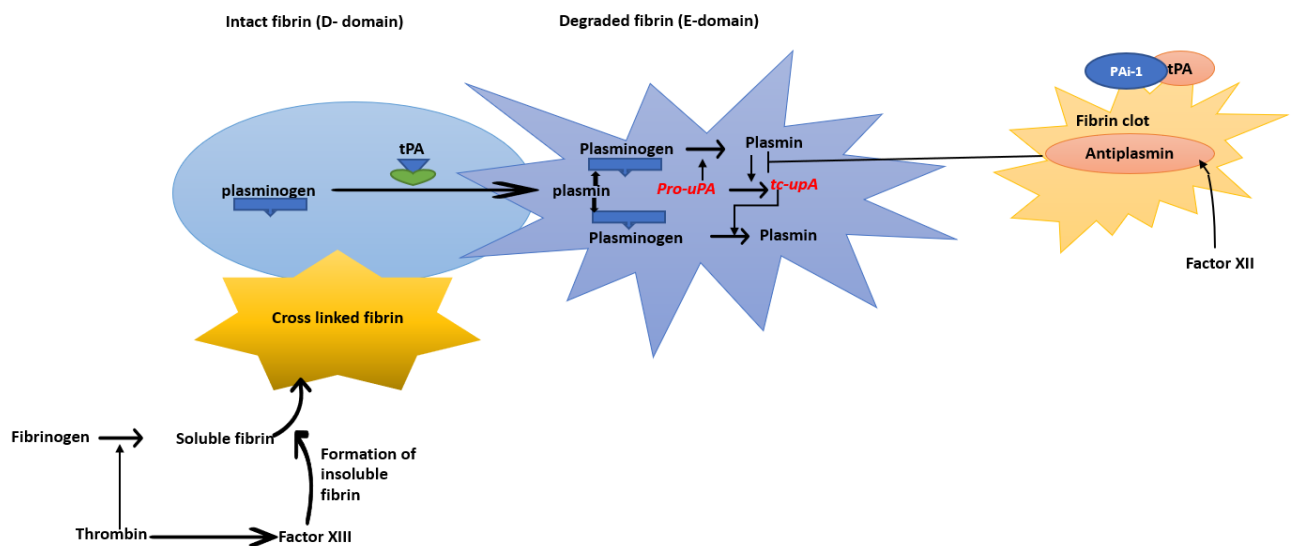 Intact fibrin (D- domain)
Degraded fibrin (E-domain)
PAi-1
tPA
Fibrin clot
Antiplasmin
Factor XII
tPA
plasminogen
plasmin
Plasminogen
Plasmin
Pro-uPA
tc-upA
Plasminogen
Plasmin
Cross linked fibrin
Fibrinogen
Soluble fibrin
Formation of
insoluble
fibrin
Thrombin
Factor XIII